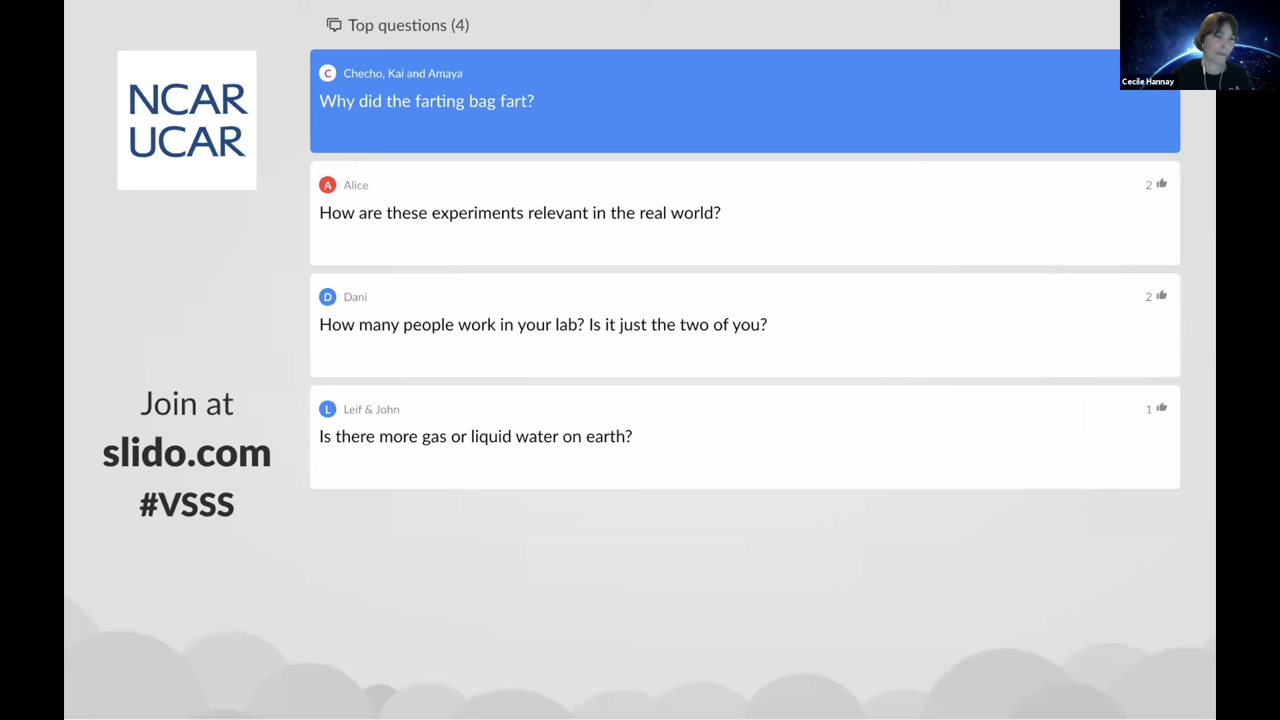 Top questions (4)
NCAR
UCAR
C Checho, Kai and Amaya
Why did the farting bag fart?
Cecile Hannay
A Alice 2
How are these experiments relevant in the real world?
D Dani 2
How many people work in your lab? Is it just the two of you?
L Leif & John 1
Is there more gas or liquid water on earth?
Join at
slido.com
#VSSS